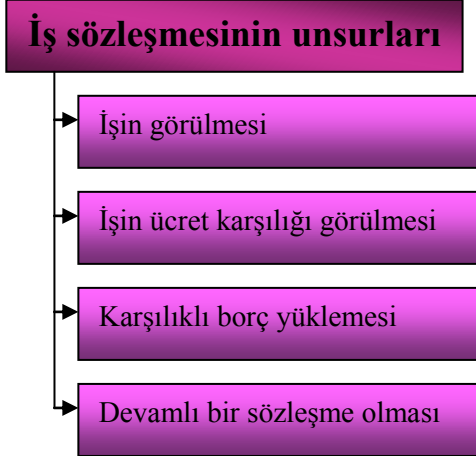 İş sözleşmesinin unsurları
İşin görülmesi
İşin ücret karşılığı görülmesi
Karşılıklı borç yüklemesi
Devamlı bir sözleşme olması